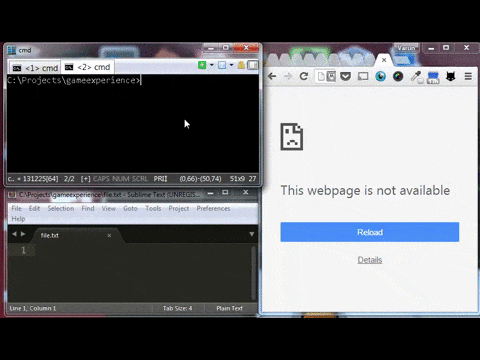 cmd
<1> cmd
<2> cmd
C:\Projects\gameexperience>
c.. * 131225[64] 2/2 [+] CAPS NUM SCRL PRI (0,66)-(50,74) 51x9 27
C:\Projects\gameexperience\file.txt - Sublime Text (UNREGIS...
File Edit Selection Find View Goto Tools Project Preferences
Help
file.txt
1
Line 1, Column 1 Tab Size: 4 Plain Text
Varun
This webpage is not available
Reload
Details